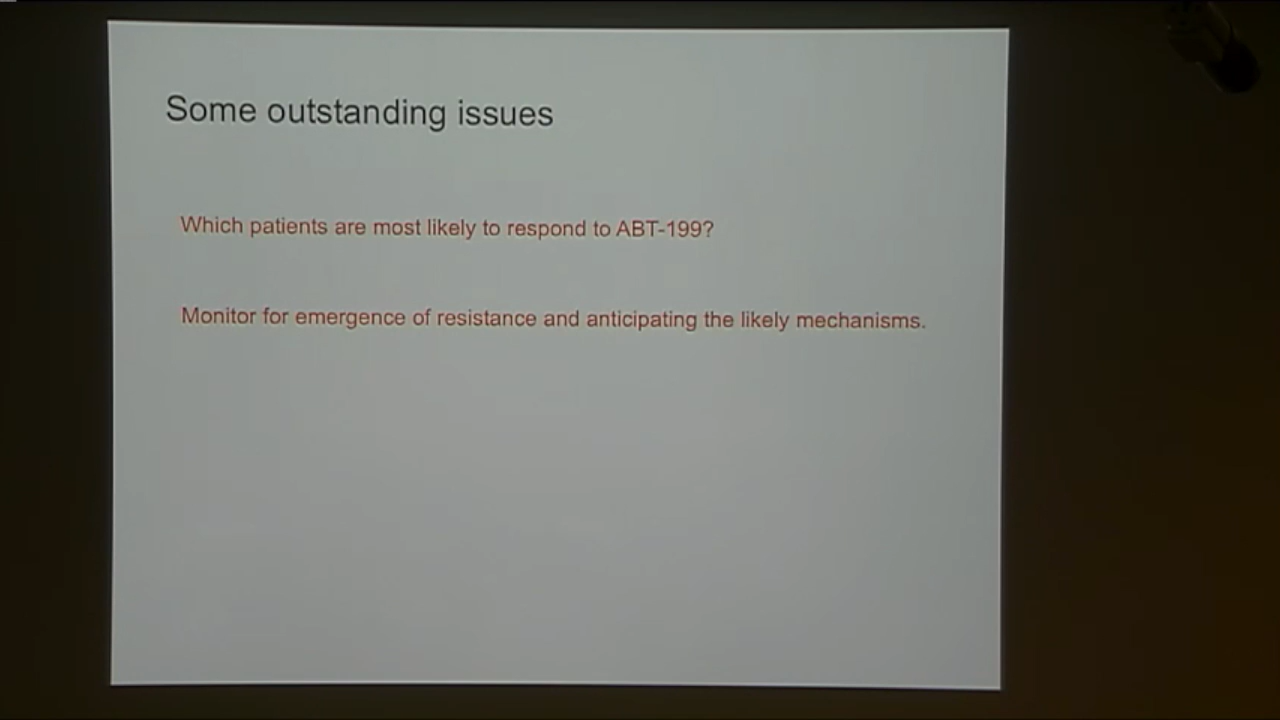 Some outstanding issues
Which patients are most likely to respond to ABT-199?
Monitor for emergence of resistance and anticipating the likely mechanisms.